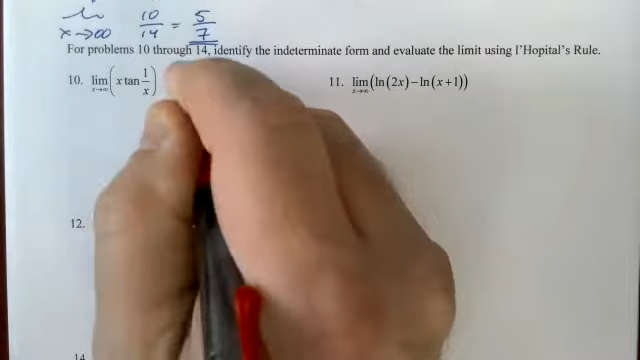 lim 10/14 = 5/7
x→∞
For problems 10 through 14, identify the indeterminate form and evaluate the limit using l'Hopital's Rule.
10. lim x→∞ (x tan 1/x)
11. lim x→∞ (ln(2x) − ln(x+1))
12.
14